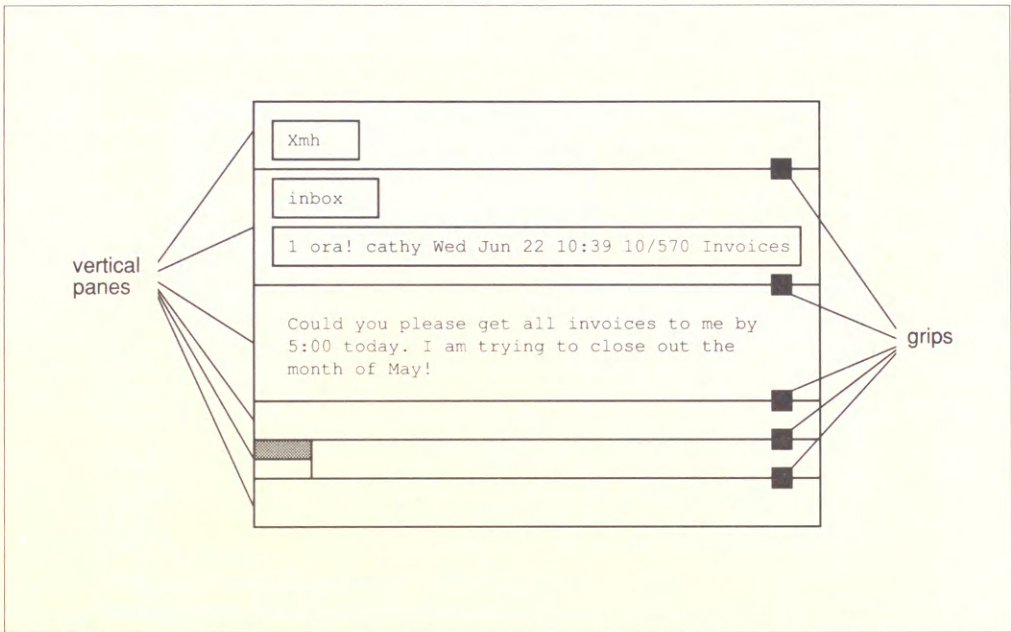 Xmh
inbox
1 ora! cathy Wed Jun 22 10:39 10/570 Invoices
vertical
panes
Could you please get all invoices to me by
5:00 today. I am trying to close out the
month of May!
grips